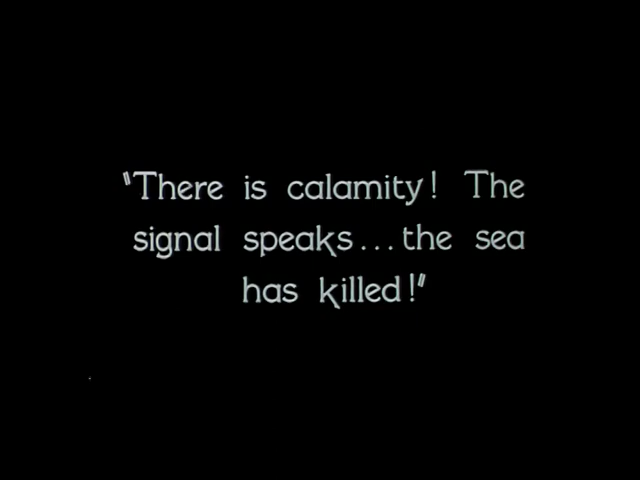 "There is calamity! The
signal speaks...the sea
has killed!"